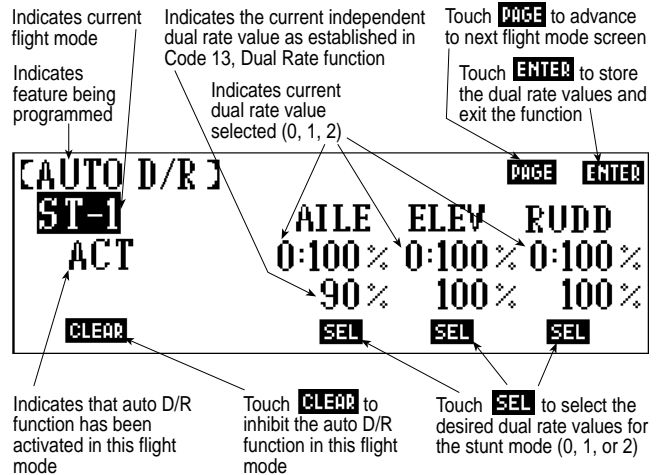 Indicates current
flight mode
Indicates the current independent
dual rate value as established in
Code 13, Dual Rate function
Touch PAGE to advance
to next flight mode screen
Indicates
feature being
programmed
Indicates current
dual rate value
selected (0, 1, 2)
Touch ENTER to store
the dual rate values and
exit the function
[AUTO D/R] PAGE ENTER
ST-1 AILE ELEV RUDD
ACT 0:100% 0:100% 0:100%
90% 100% 100%
CLEAR SEL SEL SEL
Indicates that auto D/R
function has been
activated in this flight
mode
Touch CLEAR to
inhibit the auto D/R
function in this flight
mode
Touch SEL to select the
desired dual rate values for
the stunt mode (0, 1, or 2)